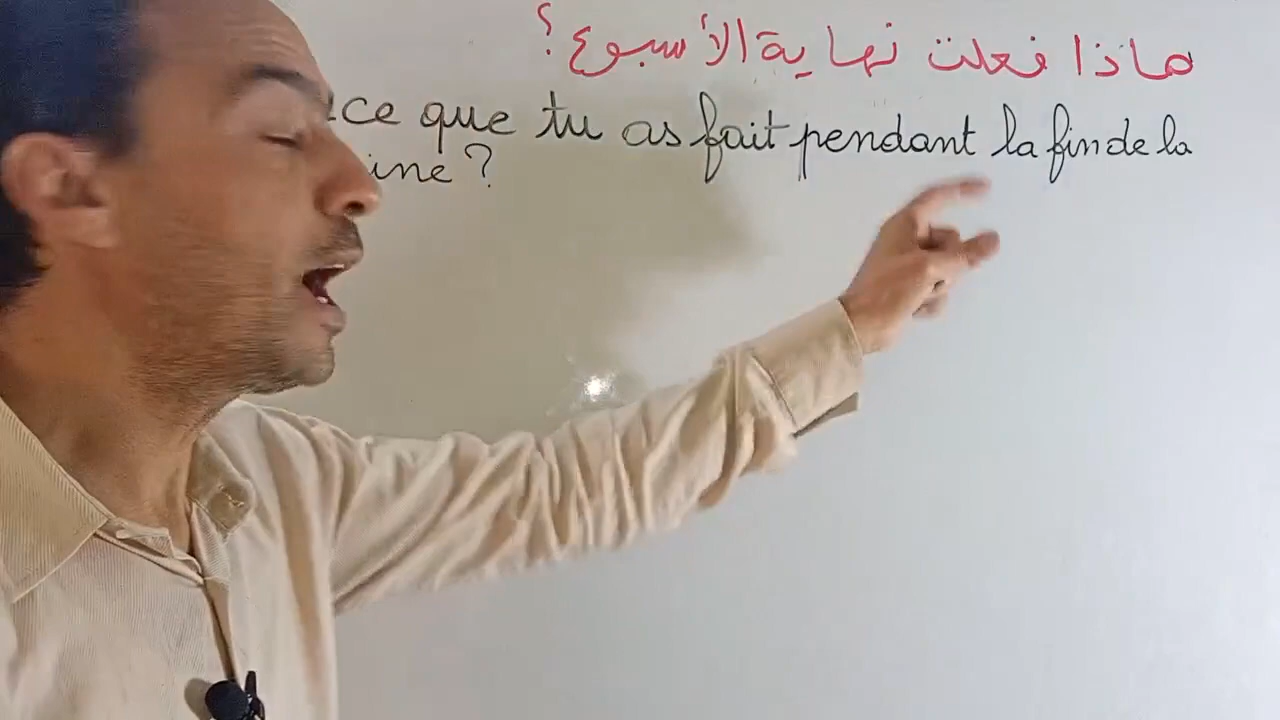 ماذا فعلت نهاية الأسبوع؟
ce que tu as fait pendant la fin de la
ine ?